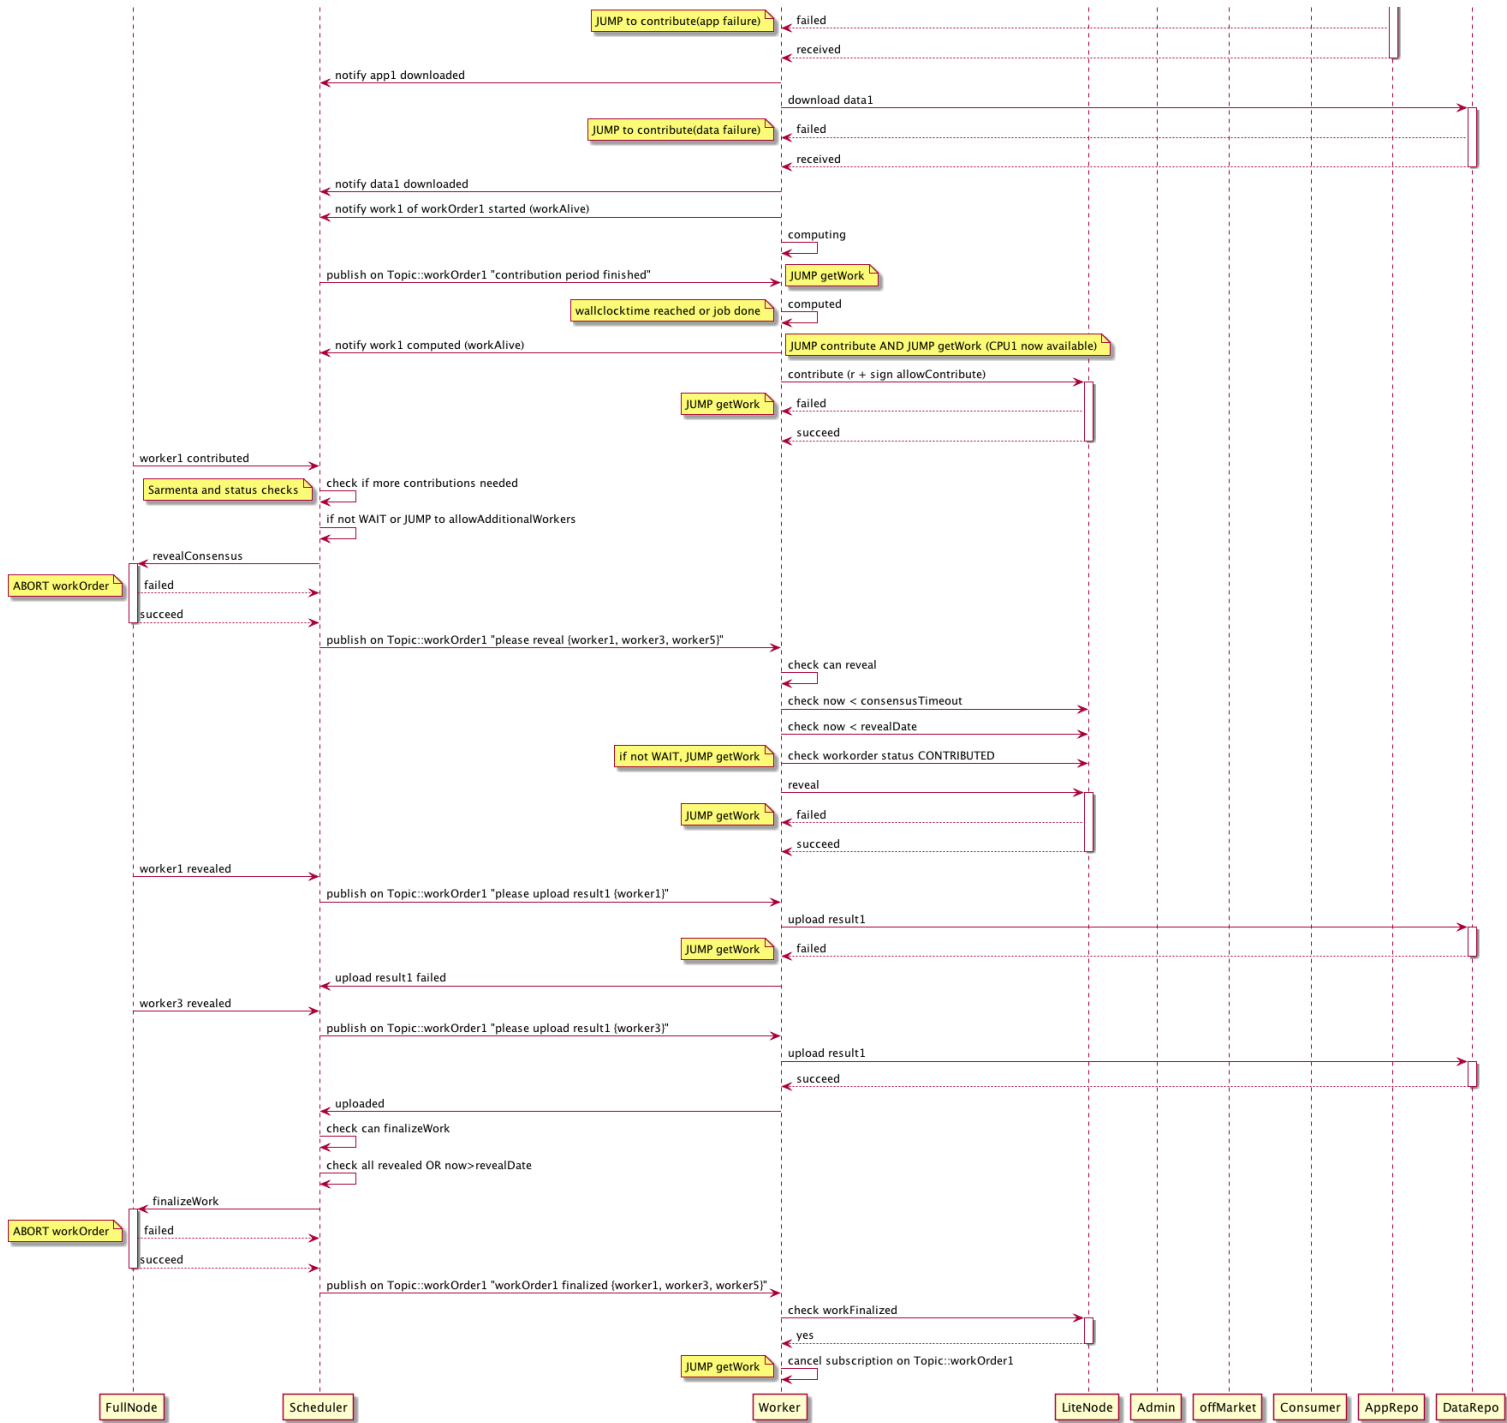 JUMP to contribute(app failure)
failed
received
notify app1 downloaded
download data1
JUMP to contribute(data failure)
failed
received
notify data1 downloaded
notify work1 of workOrder1 started (workAlive)
computing
publish on Topic::workOrder1 "contribution period finished"
JUMP getWork
wallclocktime reached or job done
computed
notify work1 computed (workAlive)
JUMP contribute AND JUMP getWork (CPU1 now available)
contribute (r + sign allowContribute)
JUMP getWork
failed
succeed
worker1 contributed
Sarmenta and status checks
check if more contributions needed
if not WAIT or JUMP to allowAdditionalWorkers
revealConsensus
ABORT workOrder
failed
succeed
publish on Topic::workOrder1 "please reveal {worker1, worker3, worker5}"
check can reveal
check now < consensusTimeout
check now < revealDate
if not WAIT, JUMP getWork
check workorder status CONTRIBUTED
reveal
JUMP getWork
failed
succeed
worker1 revealed
publish on Topic::workOrder1 "please upload result1 {worker1}"
upload result1
JUMP getWork
failed
upload result1 failed
worker3 revealed
publish on Topic::workOrder1 "please upload result1 {worker3}"
upload result1
succeed
uploaded
check can finalizeWork
check all revealed OR now>revealDate
finalizeWork
ABORT workOrder
failed
succeed
publish on Topic::workOrder1 "workOrder1 finalized {worker1, worker3, worker5}"
check workFinalized
yes
JUMP getWork
cancel subscription on Topic::workOrder1
FullNode
Scheduler
Worker
LiteNode
Admin
offMarket
Consumer
AppRepo
DataRepo